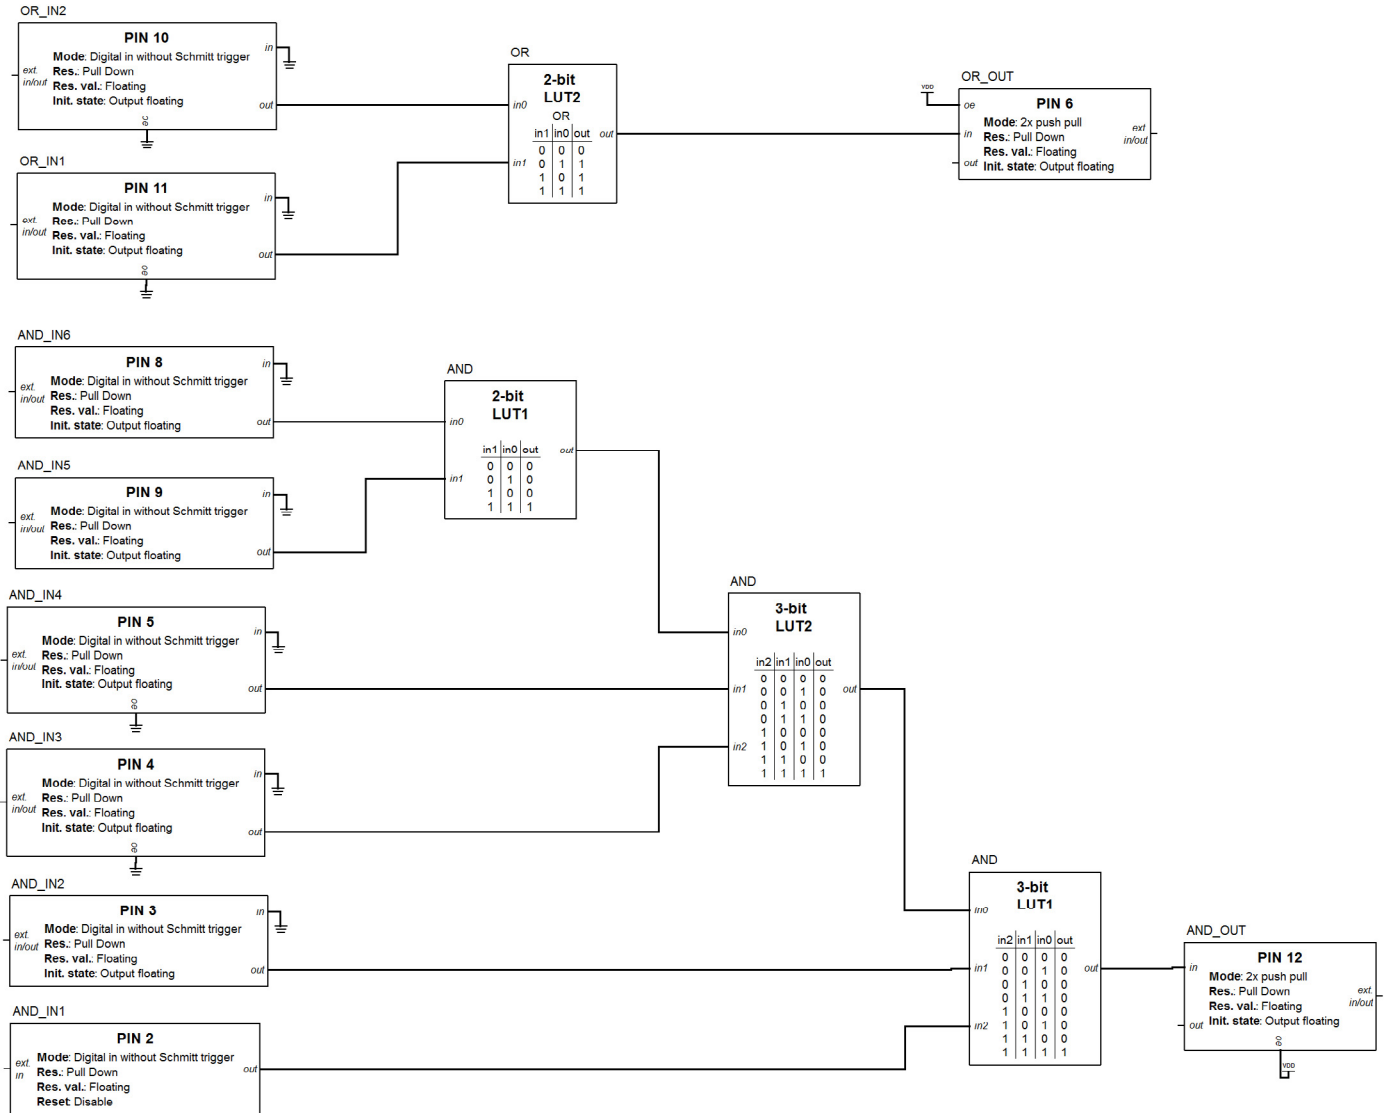 OR_IN2
PIN 10
Mode: Digital in without Schmitt trigger
Res.: Pull Down
Res. val.: Floating
Init. state: Output floating
ext.
in/out
in
out
oe
OR_IN1
PIN 11
Mode: Digital in without Schmitt trigger
Res.: Pull Down
Res. val.: Floating
Init. state: Output floating
ext.
in/out
in
out
oe
OR
2-bit
LUT2
OR
in0
in1
out
in1 in0 out
0 0 0
0 1 1
1 0 1
1 1 1
OR_OUT
VDD
PIN 6
Mode: 2x push pull
Res.: Pull Down
Res. val.: Floating
Init. state: Output floating
oe
in
out
ext
in/out
AND_IN6
PIN 8
Mode: Digital in without Schmitt trigger
Res.: Pull Down
Res. val.: Floating
Init. state: Output floating
ext.
in/out
in
out
AND_IN5
PIN 9
Mode: Digital in without Schmitt trigger
Res.: Pull Down
Res. val.: Floating
Init. state: Output floating
ext.
in/out
in
out
AND
2-bit
LUT1
in0
in1
out
in1 in0 out
0 0 0
0 1 0
1 0 0
1 1 1
AND_IN4
PIN 5
Mode: Digital in without Schmitt trigger
Res.: Pull Down
Res. val.: Floating
Init. state: Output floating
ext.
in/out
in
out
oe
AND_IN3
PIN 4
Mode: Digital in without Schmitt trigger
Res.: Pull Down
Res. val.: Floating
Init. state: Output floating
ext.
in/out
in
out
oe
AND
3-bit
LUT2
in0
in1
in2
out
in2 in1 in0 out
0 0 0 0
0 0 1 0
0 1 0 0
0 1 1 0
1 0 0 0
1 0 1 0
1 1 0 0
1 1 1 1
AND_IN2
PIN 3
Mode: Digital in without Schmitt trigger
Res.: Pull Down
Res. val.: Floating
Init. state: Output floating
ext.
in/out
in
out
AND_IN1
PIN 2
Mode: Digital in without Schmitt trigger
Res.: Pull Down
Res. val.: Floating
Reset: Disable
ext.
in
out
AND
3-bit
LUT1
in0
in1
in2
out
in2 in1 in0 out
0 0 0 0
0 0 1 0
0 1 0 0
0 1 1 0
1 0 0 0
1 0 1 0
1 1 0 0
1 1 1 1
AND_OUT
PIN 12
Mode: 2x push pull
Res.: Pull Down
Res. val.: Floating
Init. state: Output floating
in
out
ext.
in/out
oe
VDD